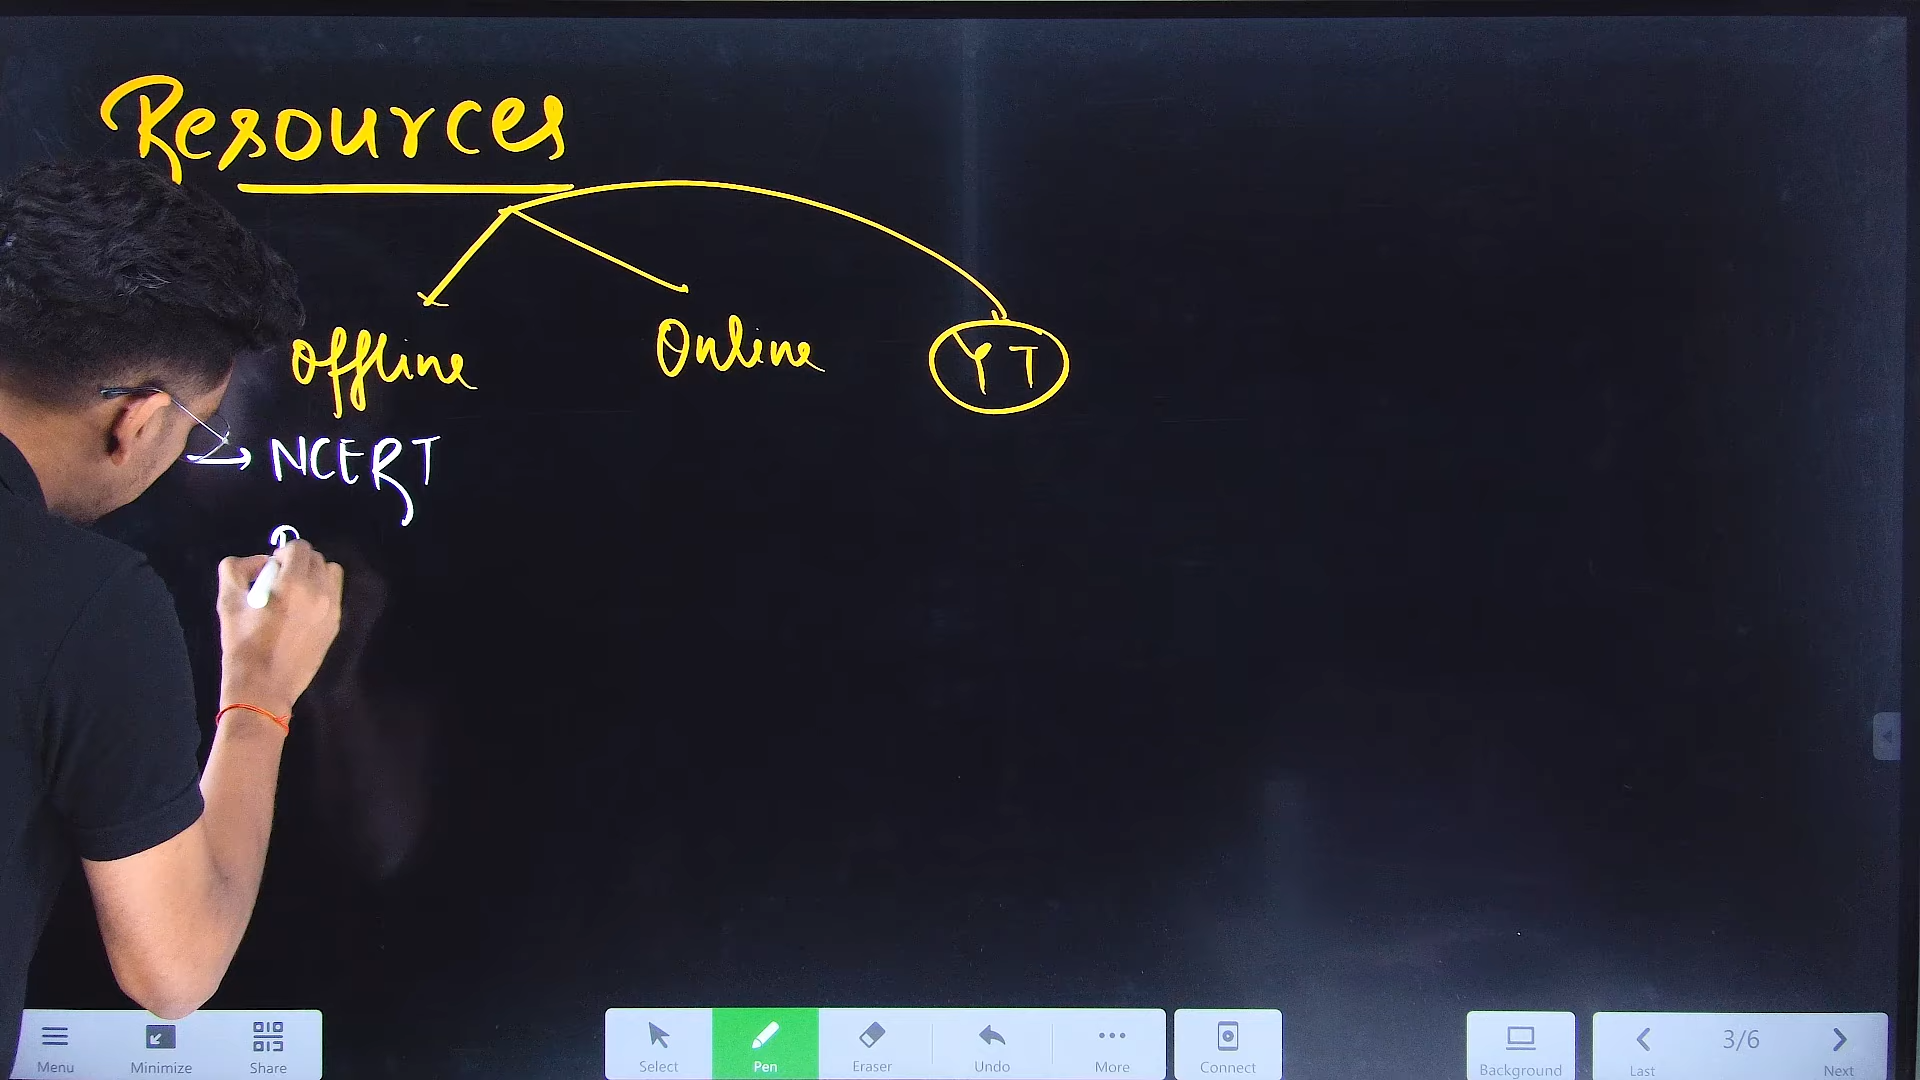 Resources
Offline Online YT
→ NCERT
Menu Minimize Share Select Pen Eraser Undo More Connect Background Last 3/6 Next